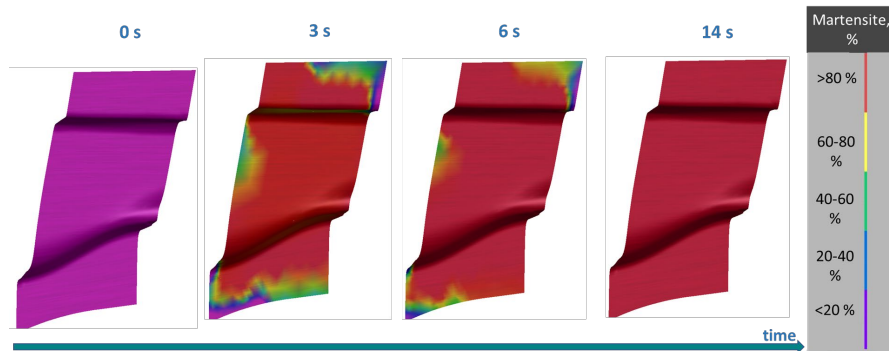 0 s
3 s
6 s
14 s
Martensite,
%
>80 %
60-80
%
40-60
%
20-40
%
<20 %
time